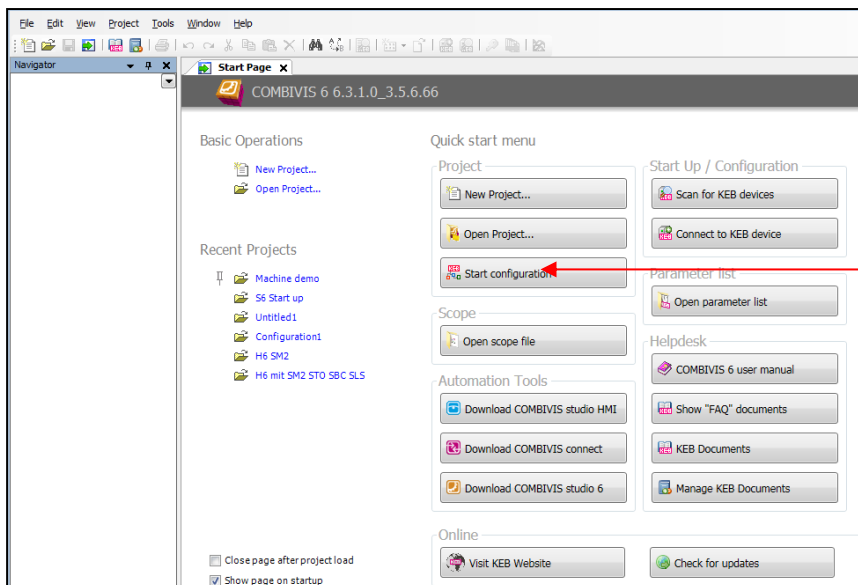 File Edit View Project Tools Window Help
Navigator
Start Page
COMBIVIS 6 6.3.1.0_3.5.6.66
Basic Operations
New Project...
Open Project...
Recent Projects
Machine demo
S6 Start up
Untitled1
Configuration1
H6 SM2
H6 mit SM2 STO SBC SLS
Close page after project load
Show page on startup
Quick start menu
Project
New Project...
Open Project...
Start configuration
Scope
Open scope file
Automation Tools
Download COMBIVIS studio HMI
Download COMBIVIS connect
Download COMBIVIS studio 6
Start Up / Configuration
Scan for KEB devices
Connect to KEB device
Parameter list
Open parameter list
Helpdesk
COMBIVIS 6 user manual
Show "FAQ" documents
KEB Documents
Manage KEB Documents
Online
Visit KEB Website
Check for updates